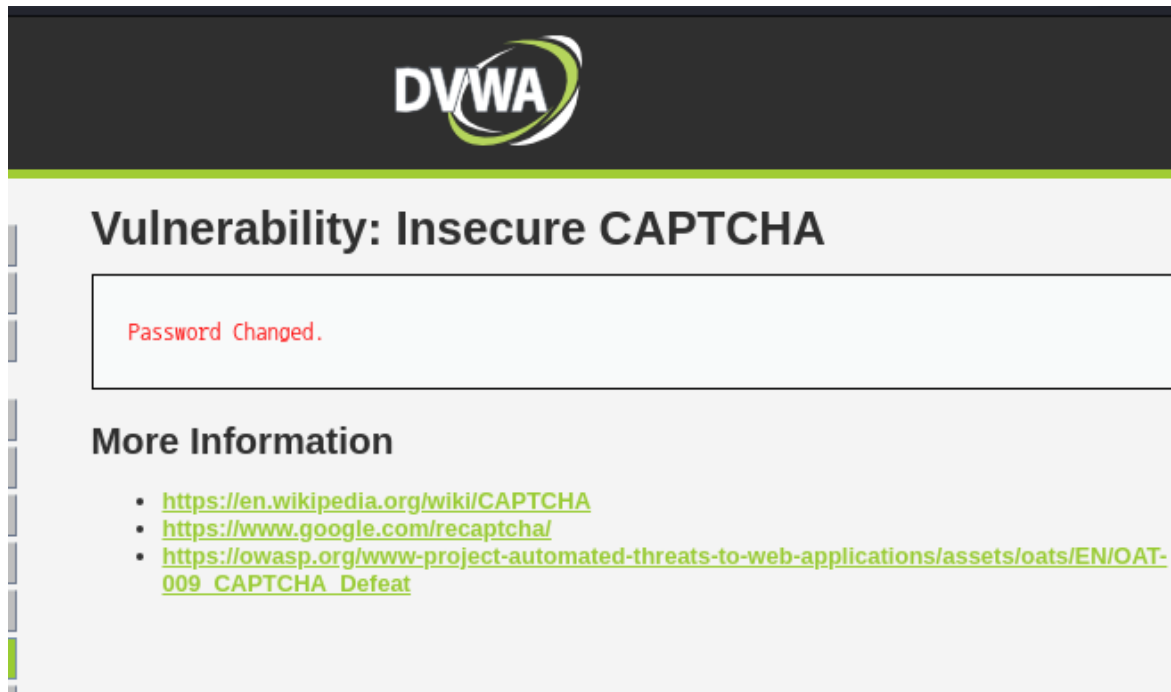 DVWA
Vulnerability: Insecure CAPTCHA
Password Changed.
More Information
https://en.wikipedia.org/wiki/CAPTCHA
https://www.google.com/recaptcha/
https://owasp.org/www-project-automated-threats-to-web-applications/assets/oats/EN/OAT-
009_CAPTCHA_Defeat